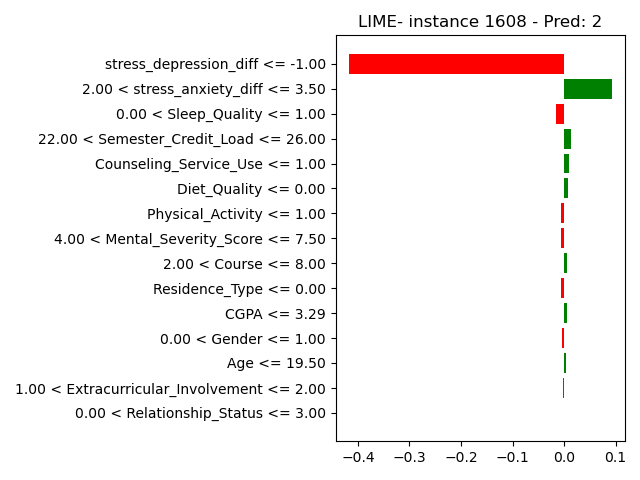 LIME- instance 1608 - Pred: 2
stress_depression_diff <= -1.00
2.00 < stress_anxiety_diff <= 3.50
0.00 < Sleep_Quality <= 1.00
22.00 < Semester_Credit_Load <= 26.00
Counseling_Service_Use <= 1.00
Diet_Quality <= 0.00
Physical_Activity <= 1.00
4.00 < Mental_Severity_Score <= 7.50
2.00 < Course <= 8.00
Residence_Type <= 0.00
CGPA <= 3.29
0.00 < Gender <= 1.00
Age <= 19.50
1.00 < Extracurricular_Involvement <= 2.00
0.00 < Relationship_Status <= 3.00
−0.4 −0.3 −0.2 −0.1 0.0 0.1